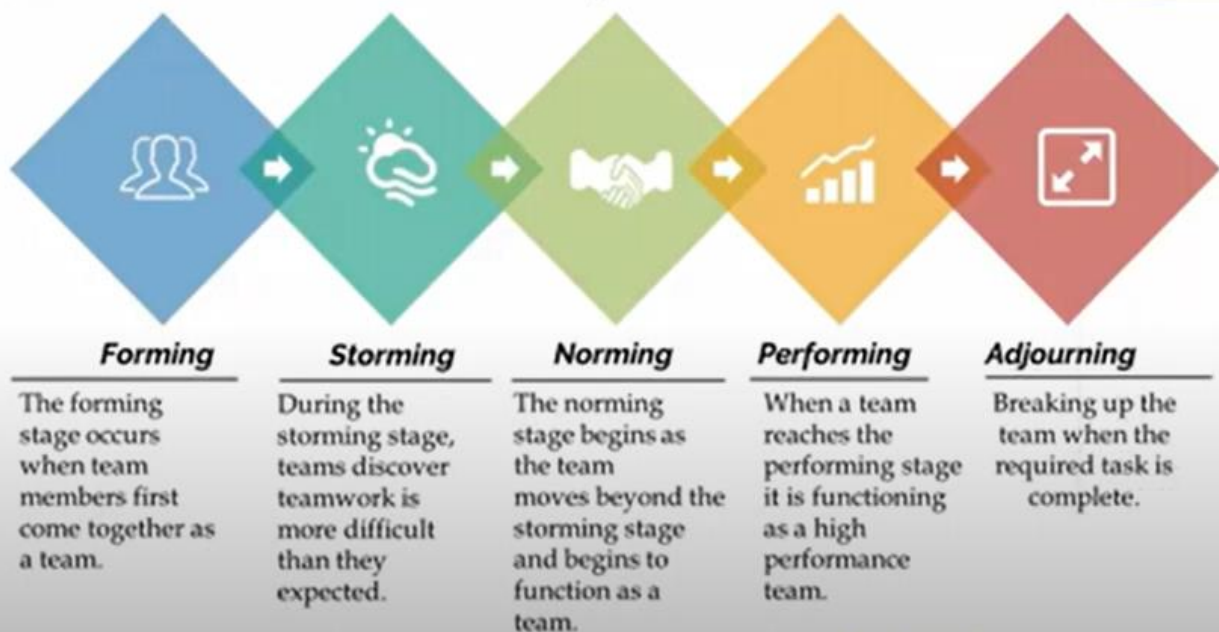 Forming
The forming
stage occurs
when team
members first
come together as
a team.
Storming
During the
storming stage,
teams discover
teamwork is
more difficult
than they
expected.
Norming
The norming
stage begins as
the team
moves beyond the
storming stage
and begins to
function as a
team.
Performing
When a team
reaches the
performing stage
it is functioning
as a high
performance
team.
Adjourning
Breaking up the
team when the
required task is
complete.